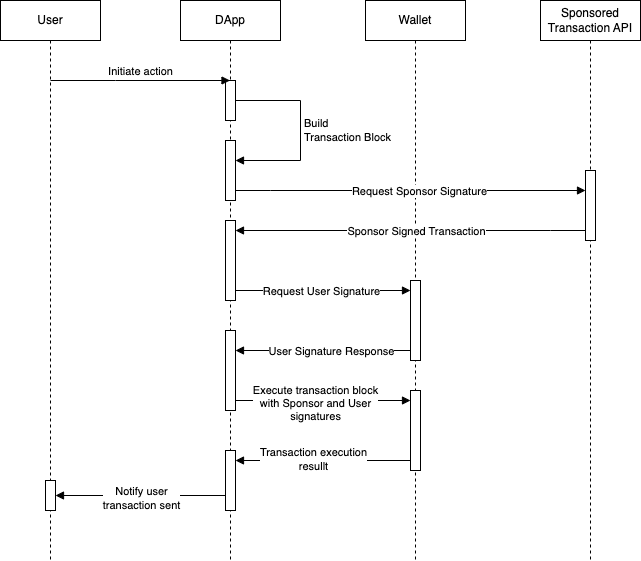 User
DApp
Wallet
Sponsored
Transaction API
Initiate action
Build
Transaction Block
Request Sponsor Signature
Sponsor Signed Transaction
Request User Signature
User Signature Response
Execute transaction block
with Sponsor and User
signatures
Transaction execution
resullt
Notify user
transaction sent